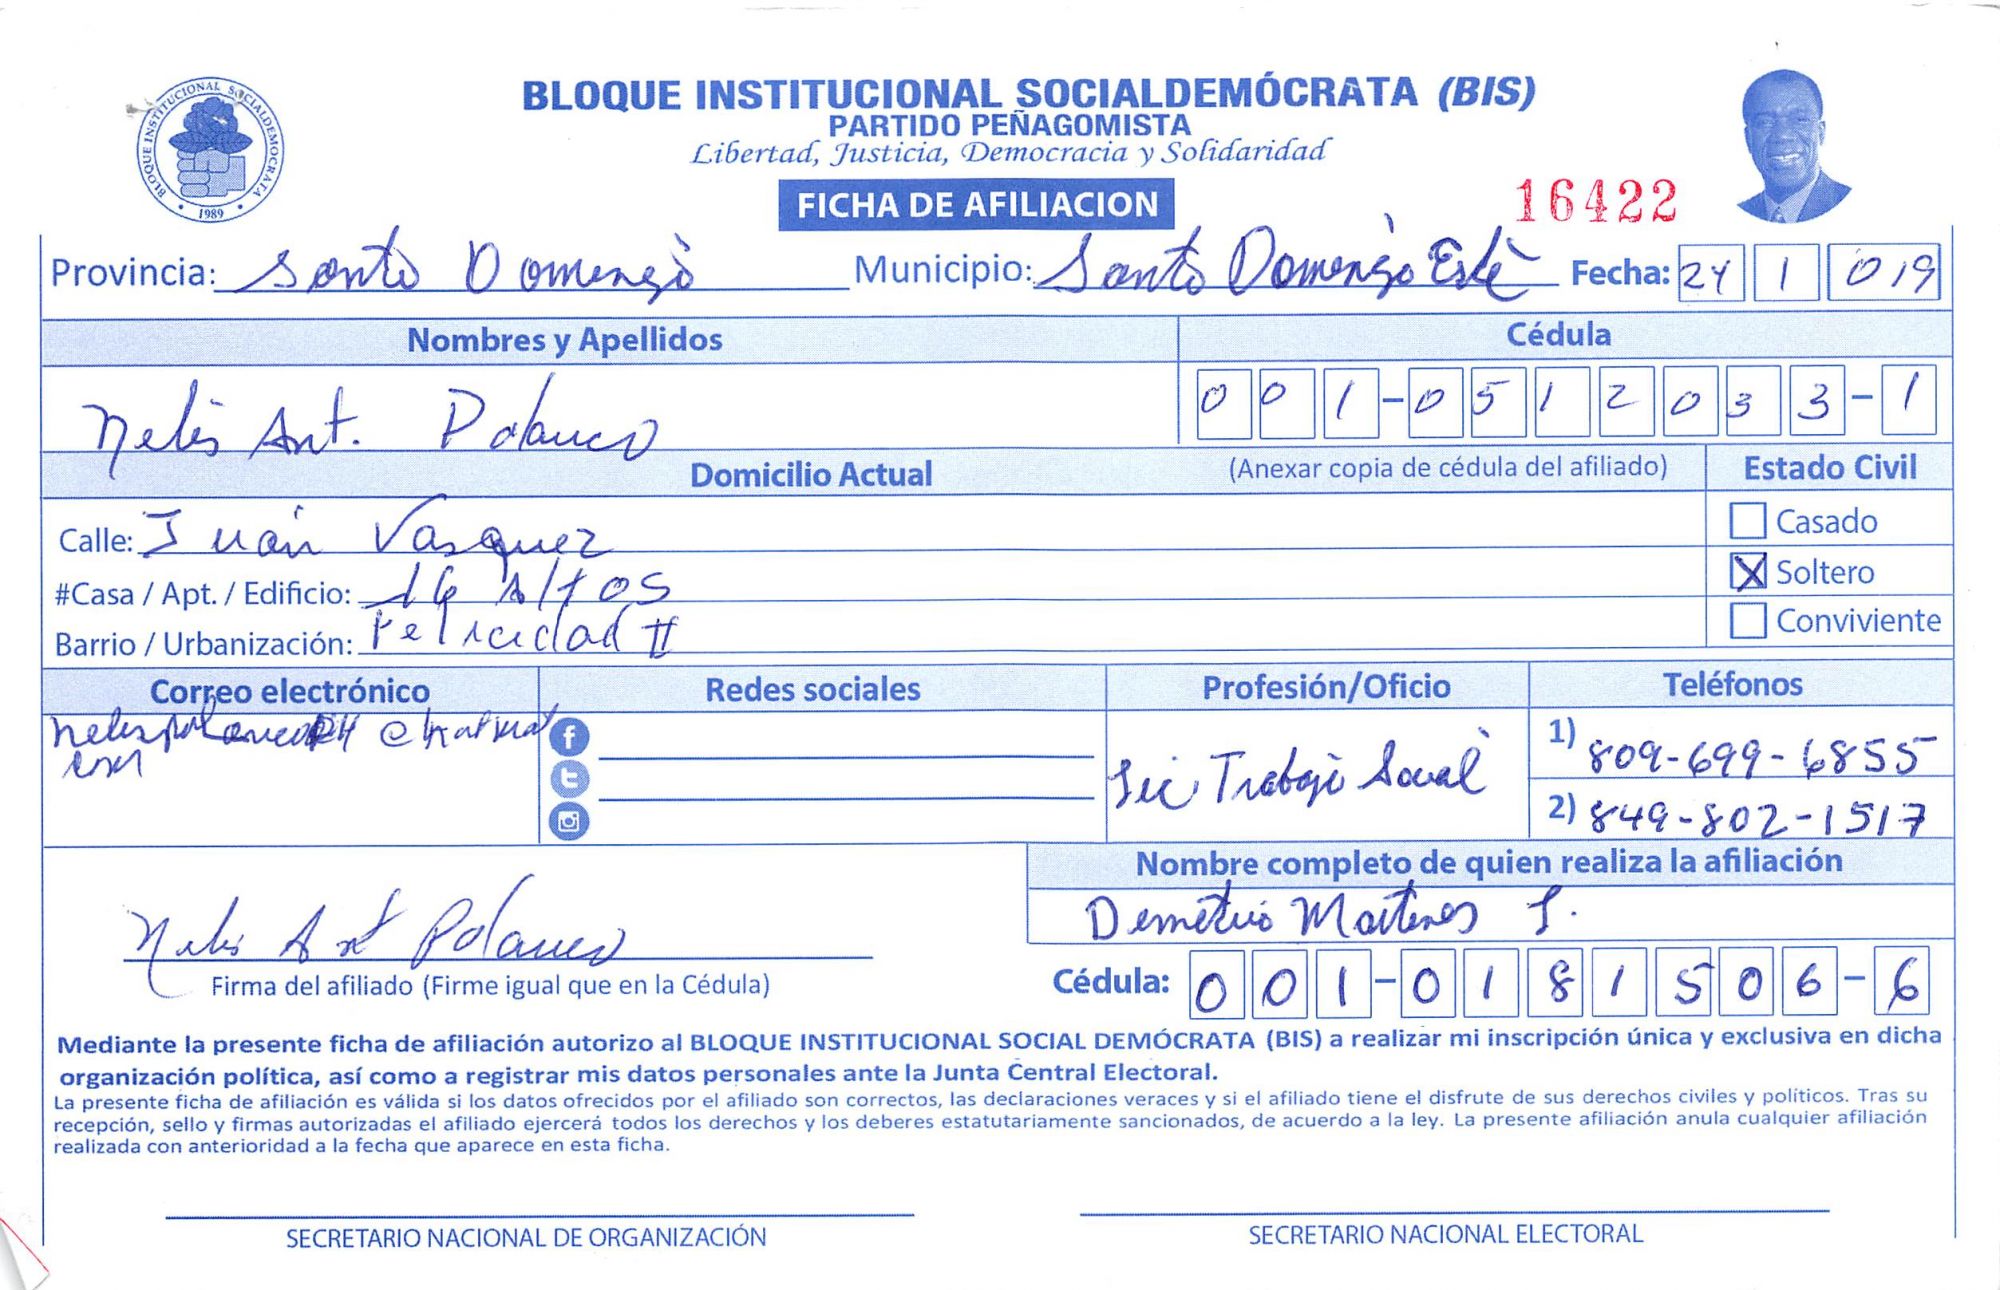 BLOQUE INSTITUCIONAL SOCIALDEMÓCRATA (BIS)
PARTIDO PEÑAGOMISTA
Libertad, Justicia, Democracia y Solidaridad
BLOQUE INSTITUCIONAL SOCIALDEMOCRATA
1989
FICHA DE AFILIACION
16422
Provincia: Santo Domingo Municipio: Santo Domingo Este Fecha: 24 1 019
Nombres y Apellidos Cédula
Nelis Ant. Polanco 001-0512033-1
Domicilio Actual (Anexar copia de cédula del afiliado) Estado Civil
Calle: Juan Vasquez Casado
#Casa / Apt. / Edificio: 16 Altos X Soltero
Barrio / Urbanización: Felicidad II Conviviente
Correo electrónico Redes sociales Profesión/Oficio Teléfonos
Lic Trabajo Social 1) 809-699-6855
2) 849-802-1517
Nombre completo de quien realiza la afiliación
Nelis Ant Polanco Demetrio J.
Firma del afiliado (Firme igual que en la Cédula) Cédula: 001-0181506-6
Mediante la presente ficha de afiliación autorizo al BLOQUE INSTITUCIONAL SOCIAL DEMÓCRATA (BIS) a realizar mi inscripción única y exclusiva en dicha
organización política, así como a registrar mis datos personales ante la Junta Central Electoral.
La presente ficha de afiliación es válida si los datos ofrecidos por el afiliado son correctos, las declaraciones veraces y si el afiliado tiene el disfrute de sus derechos civiles y políticos. Tras su
recepción, sello y firmas autorizadas el afiliado ejercerá todos los derechos y los deberes estatutariamente sancionados, de acuerdo a la ley. La presente afiliación anula cualquier afiliación
realizada con anterioridad a la fecha que aparece en esta ficha.
SECRETARIO NACIONAL DE ORGANIZACIÓN SECRETARIO NACIONAL ELECTORAL